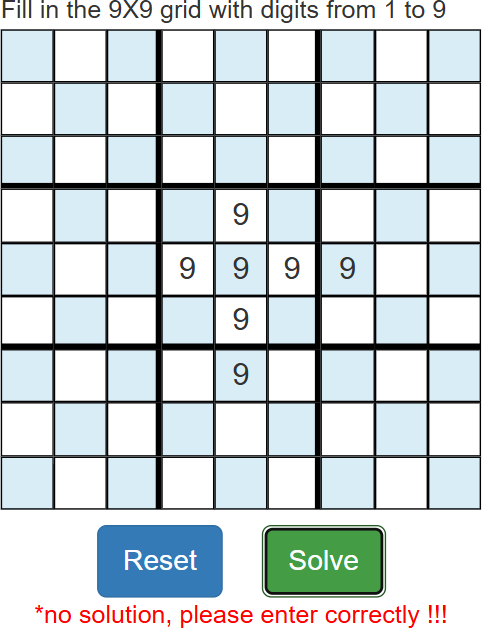 Fill in the 9X9 grid with digits from 1 to 9
9
9 9 9 9
9
9
Reset Solve
*no solution, please enter correctly !!!